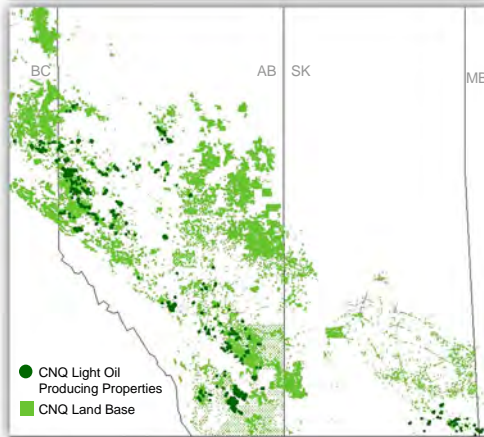 BC
AB
SK
MB
CNQ Light Oil
Producing Properties
CNQ Land Base